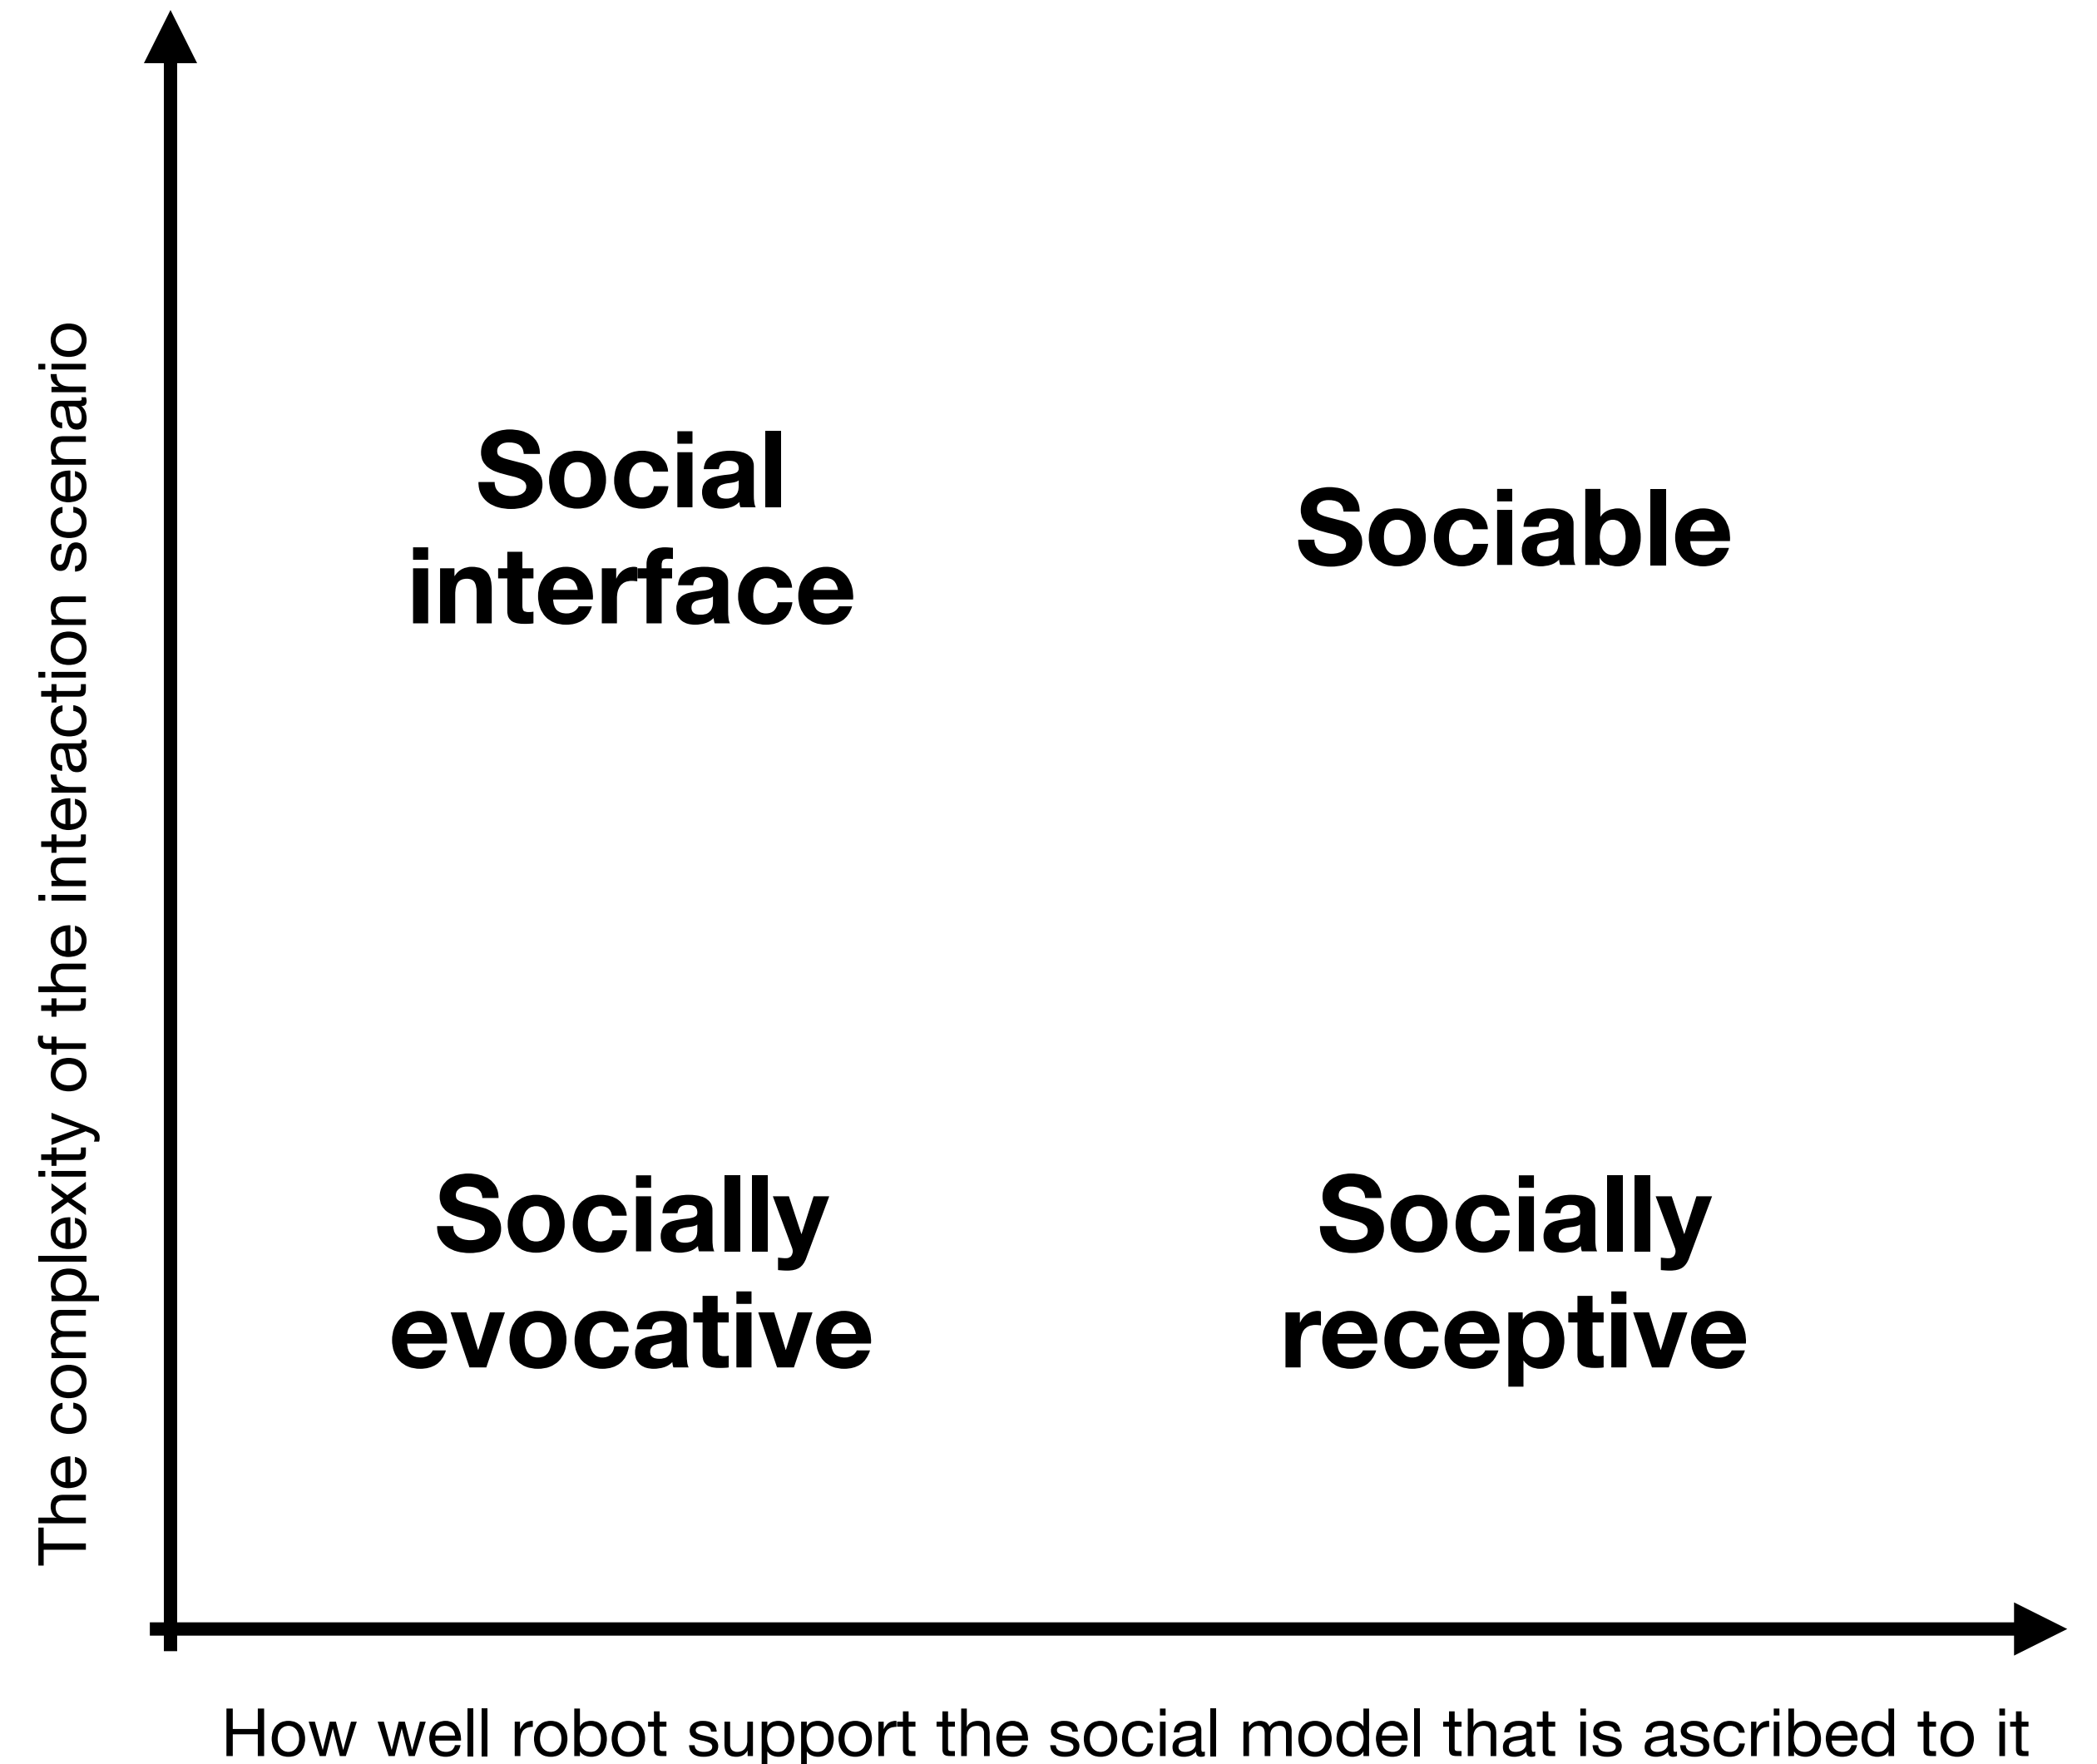 The complexity of the interaction scenario
Social
interface
Sociable
Socially
evocative
Socially
receptive
How well robot support the social model that is ascribed to it